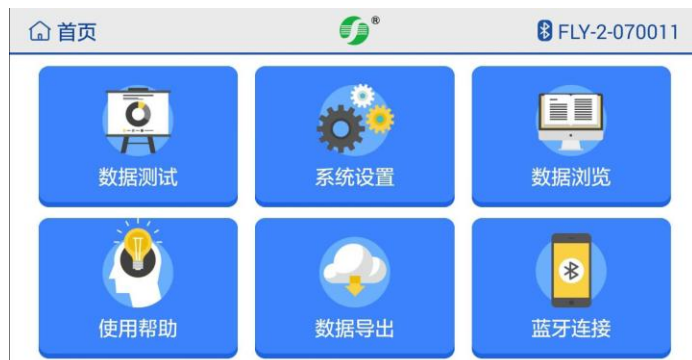 首页
®
FLY-2-070011
数据测试
系统设置
数据浏览
使用帮助
数据导出
蓝牙连接